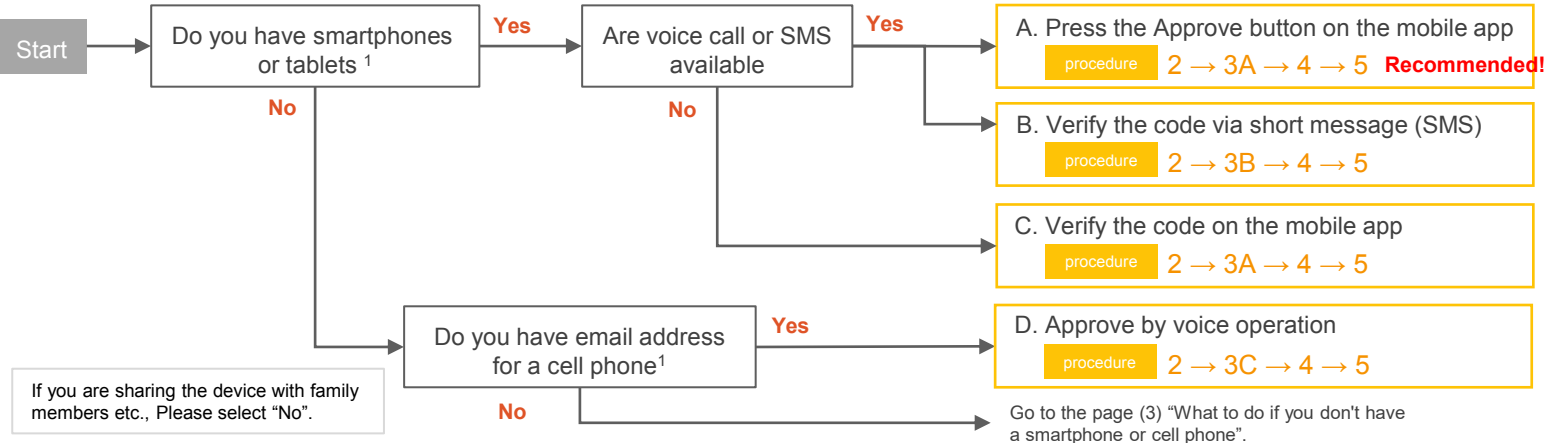 Start
Do you have smartphones
or tablets 1
Yes
Are voice call or SMS
available
Yes
A. Press the Approve button on the mobile app
procedure 2 → 3A → 4 → 5 Recommended!
No
No
B. Verify the code via short message (SMS)
procedure 2 → 3B → 4 → 5
C. Verify the code on the mobile app
procedure 2 → 3A → 4 → 5
Do you have email address
for a cell phone1
Yes
D. Approve by voice operation
procedure 2 → 3C → 4 → 5
If you are sharing the device with family
members etc., Please select “No”.
No
Go to the page (3) “What to do if you don't have
a smartphone or cell phone”.